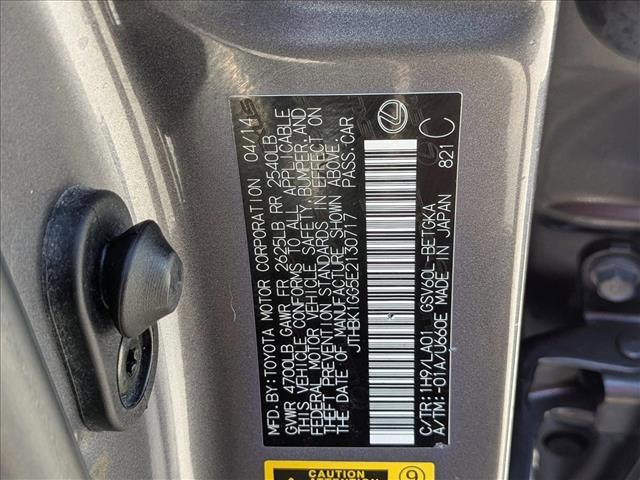 MFD.BY:TOYOTA MOTOR CORPORATION 04/14
GVWR 4700LB GAWR FR 2625LB RR 2540LB
THIS VEHICLE CONFORMS TO ALL APPLICABLE
FEDERAL MOTOR VEHICLE SAFETY, BUMPER, AND
THEFT PREVENTION STANDARDS IN EFFECT ON
THE DATE OF MANUFACTURE SHOWN ABOVE.
JTHBK1GG5E2130717 PASS.CAR
C/TR:1H9/LA01 GSV60L-BETGKA
A/TM:-01A/U660E MADE IN JAPAN 821 C
CAUTION
9